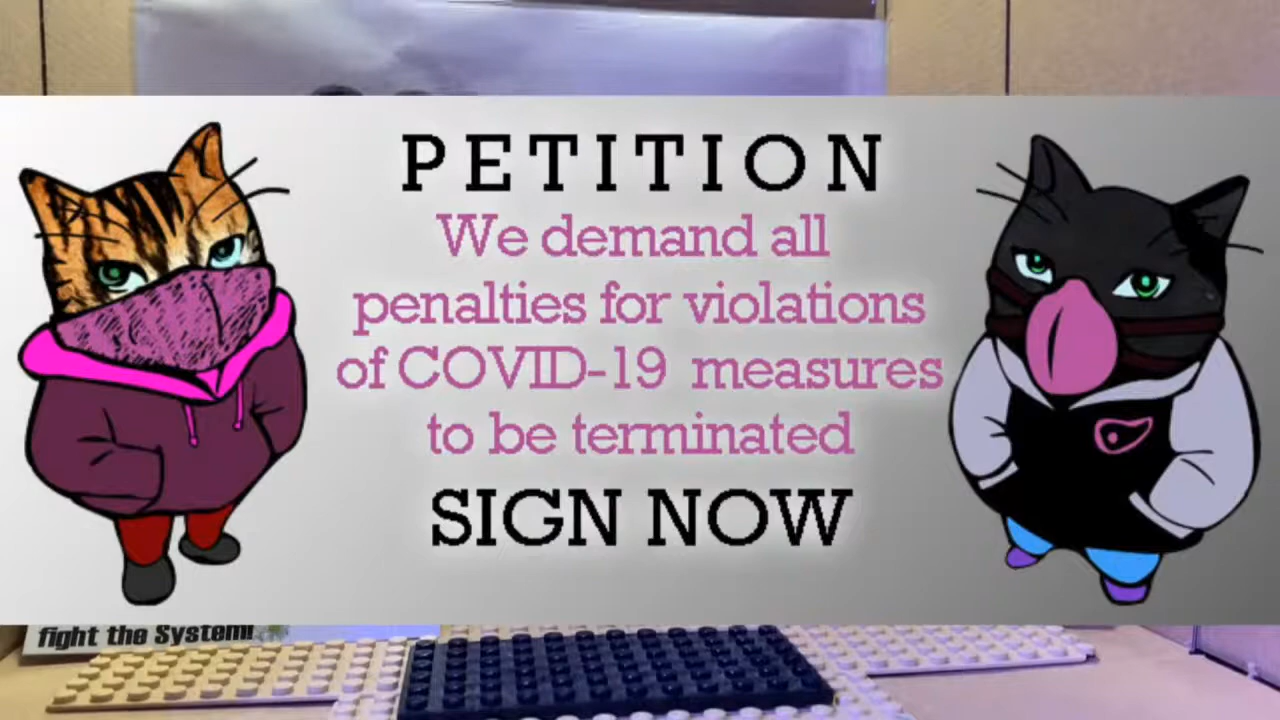 PETITION
We demand all
penalties for violations
of COVID-19 measures
to be terminated
SIGN NOW
fight the System!